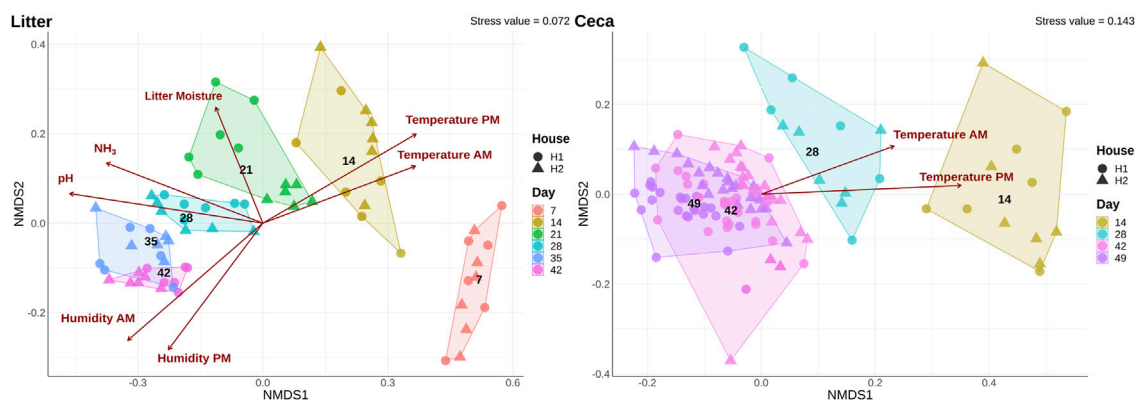 Litter
Stress value = 0.072
NMDS2
0.4
0.2
0.0
-0.2
-0.3
0.0
0.3
0.6
NMDS1
Litter Moisture
NH₃
pH
Temperature PM
Temperature AM
Humidity AM
Humidity PM
7
14
21
28
35
42
House
H1
H2
Day
7
14
21
28
35
42
Ceca
Stress value = 0.143
NMDS2
0.2
0.0
-0.2
-0.4
-0.2
0.0
0.2
0.4
NMDS1
Temperature AM
Temperature PM
28
14
49
42
House
H1
H2
Day
14
28
42
49